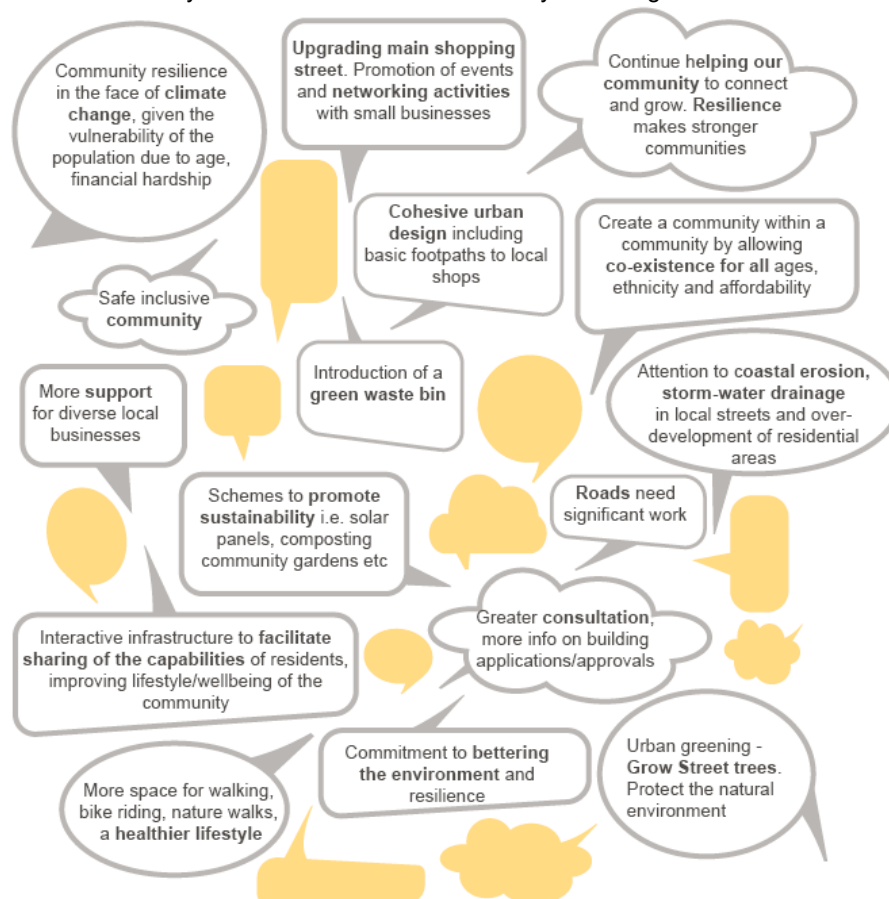 Community resilience
in the face of climate
change, given the
vulnerability of the
population due to age,
financial hardship
Upgrading main shopping
street. Promotion of events
and networking activities
with small businesses
Continue helping our
community to connect
and grow. Resilience
makes stronger
communities
Cohesive urban
design including
basic footpaths to local
shops
Create a community within a
community by allowing
co-existence for all ages,
ethnicity and affordability
Safe inclusive
community
Introduction of a
green waste bin
More support
for diverse local
businesses
Attention to coastal erosion,
storm-water drainage
in local streets and over-
development of residential
areas
Schemes to promote
sustainability i.e. solar
panels, composting
community gardens etc
Roads need
significant work
Interactive infrastructure to facilitate
sharing of the capabilities of residents,
improving lifestyle/wellbeing of the
community
Greater consultation,
more info on building
applications/approvals
More space for walking,
bike riding, nature walks,
a healthier lifestyle
Commitment to bettering
the environment and
resilience
Urban greening -
Grow Street trees.
Protect the natural
environment